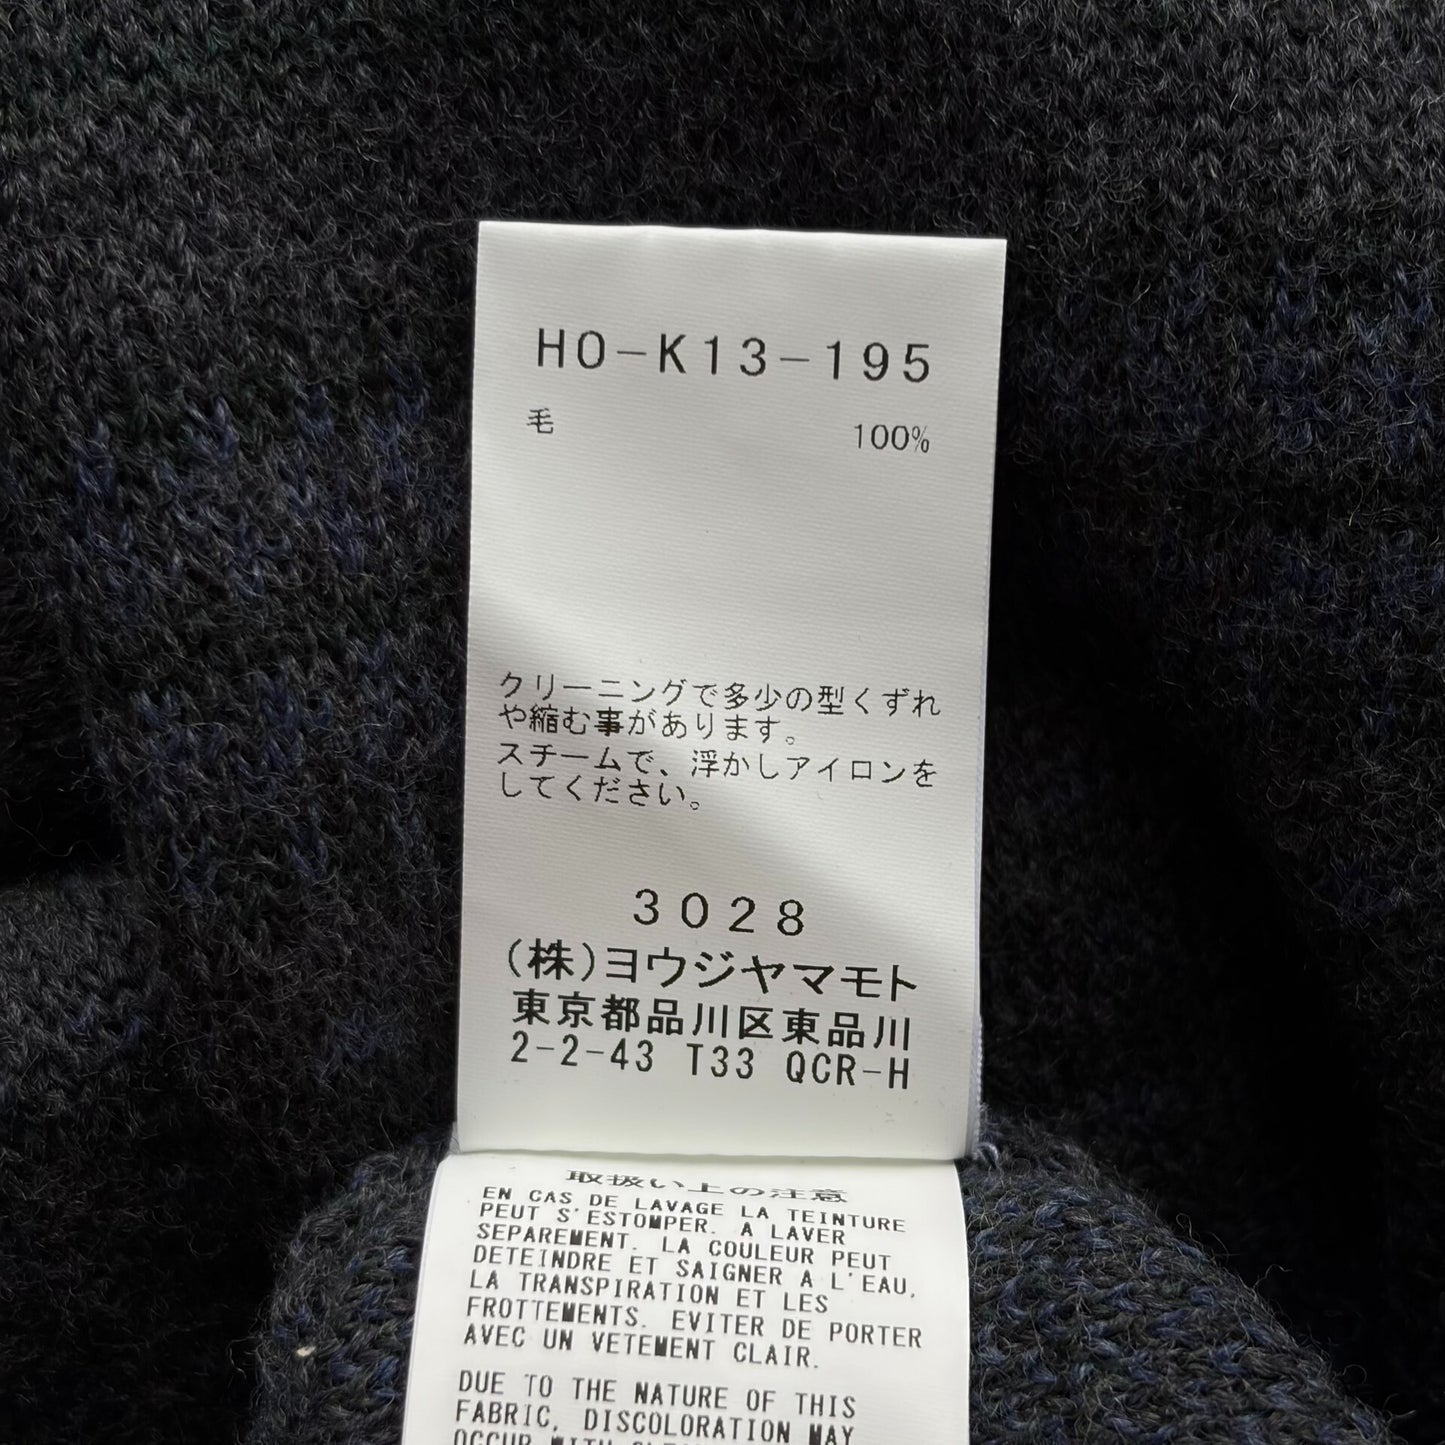 HO-K13-195
毛 100%
クリーニングで多少の型くずれ
や縮む事があります。
スチームで、浮かしアイロンを
してください。
3028
(株)ヨウジヤマモト
東京都品川区東品川
2-2-43 T33 QCR-H
取扱い上の注意
EN CAS DE LAVAGE LA TEINTURE
PEUT S'ESTOMPER. A LAVER
SEPAREMENT. LA COULEUR PEUT
DETEINDRE ET SAIGNER A L'EAU,
LA TRANSPIRATION ET LES
FROTTEMENTS. EVITER DE PORTER
AVEC UN VETEMENT CLAIR.
DUE TO THE NATURE OF THIS
FABRIC, DISCOLORATION MAY
OCCUR WITH